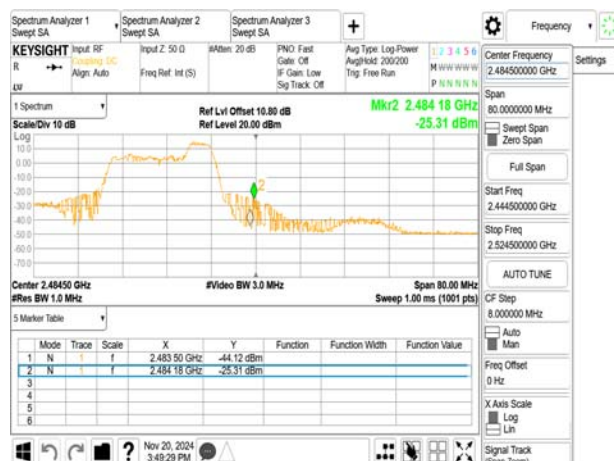 Spectrum Analyzer 1
Swept SA
Spectrum Analyzer 2
Swept SA
Spectrum Analyzer 3
Swept SA
Frequency
KEYSIGHT
R
Input: RF
Coupling: DC
Align: Auto
Input Z: 50 Ω
Freq Ref: Int (S)
#Atten: 20 dB
PNO: Fast
Gate: Off
IF Gain: Low
Sig Track: Off
Avg Type: Log-Power
Avg|Hold: 200/200
Trig: Free Run
1 2 3 4 5 6
M W W W W W
P N N N N N
1 Spectrum
Scale/Div 10 dB
Ref Lvl Offset 10.80 dB
Ref Level 20.00 dBm
Mkr2 2.484 18 GHz
-25.31 dBm
Log
10.0
0.00
-10.0
-20.0
-30.0
-40.0
-50.0
-60.0
-70.0
2
Center 2.48450 GHz
#Video BW 3.0 MHz
Span 80.00 MHz
#Res BW 1.0 MHz
Sweep 1.00 ms (1001 pts)
5 Marker Table
Mode Trace Scale X Y Function Function Width Function Value
1 N 1 f 2.483 50 GHz -44.12 dBm
2 N 1 f 2.484 18 GHz -25.31 dBm
3
4
5
6
Nov 20, 2024
3:49:29 PM
Center Frequency
2.484500000 GHz
Settings
Span
80.0000000 MHz
Swept Span
Zero Span
Full Span
Start Freq
2.444500000 GHz
Stop Freq
2.524500000 GHz
AUTO TUNE
CF Step
8.000000 MHz
Auto
Man
Freq Offset
0 Hz
X Axis Scale
Log
Lin
Signal Track